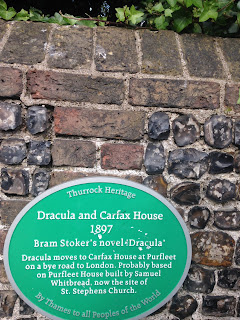 Thurrock Heritage
Dracula and Carfax House
1897
Bram Stoker's novel "Dracula"
Dracula moves to Carfax House at Purfleet
on a bye road to London. Probably based
on Purfleet House built by Samuel
Whitbread, now the site of
St. Stephens Church.
By Thames to all Peoples of the World